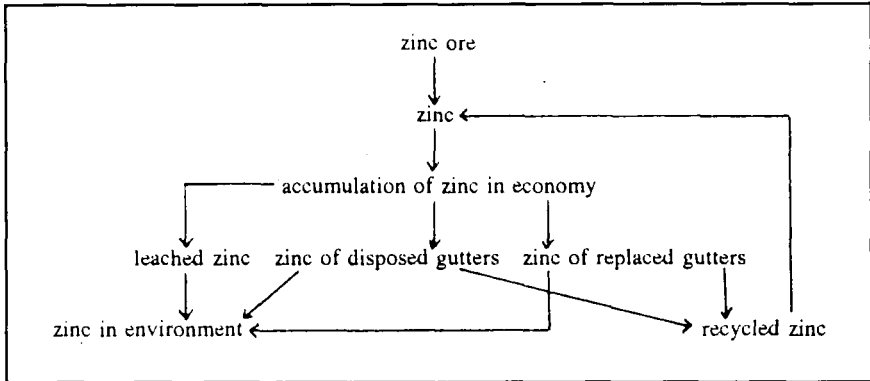 zinc ore
zinc
accumulation of zinc in economy
leached zinc zinc of disposed gutters zinc of replaced gutters
zinc in environment recycled zinc